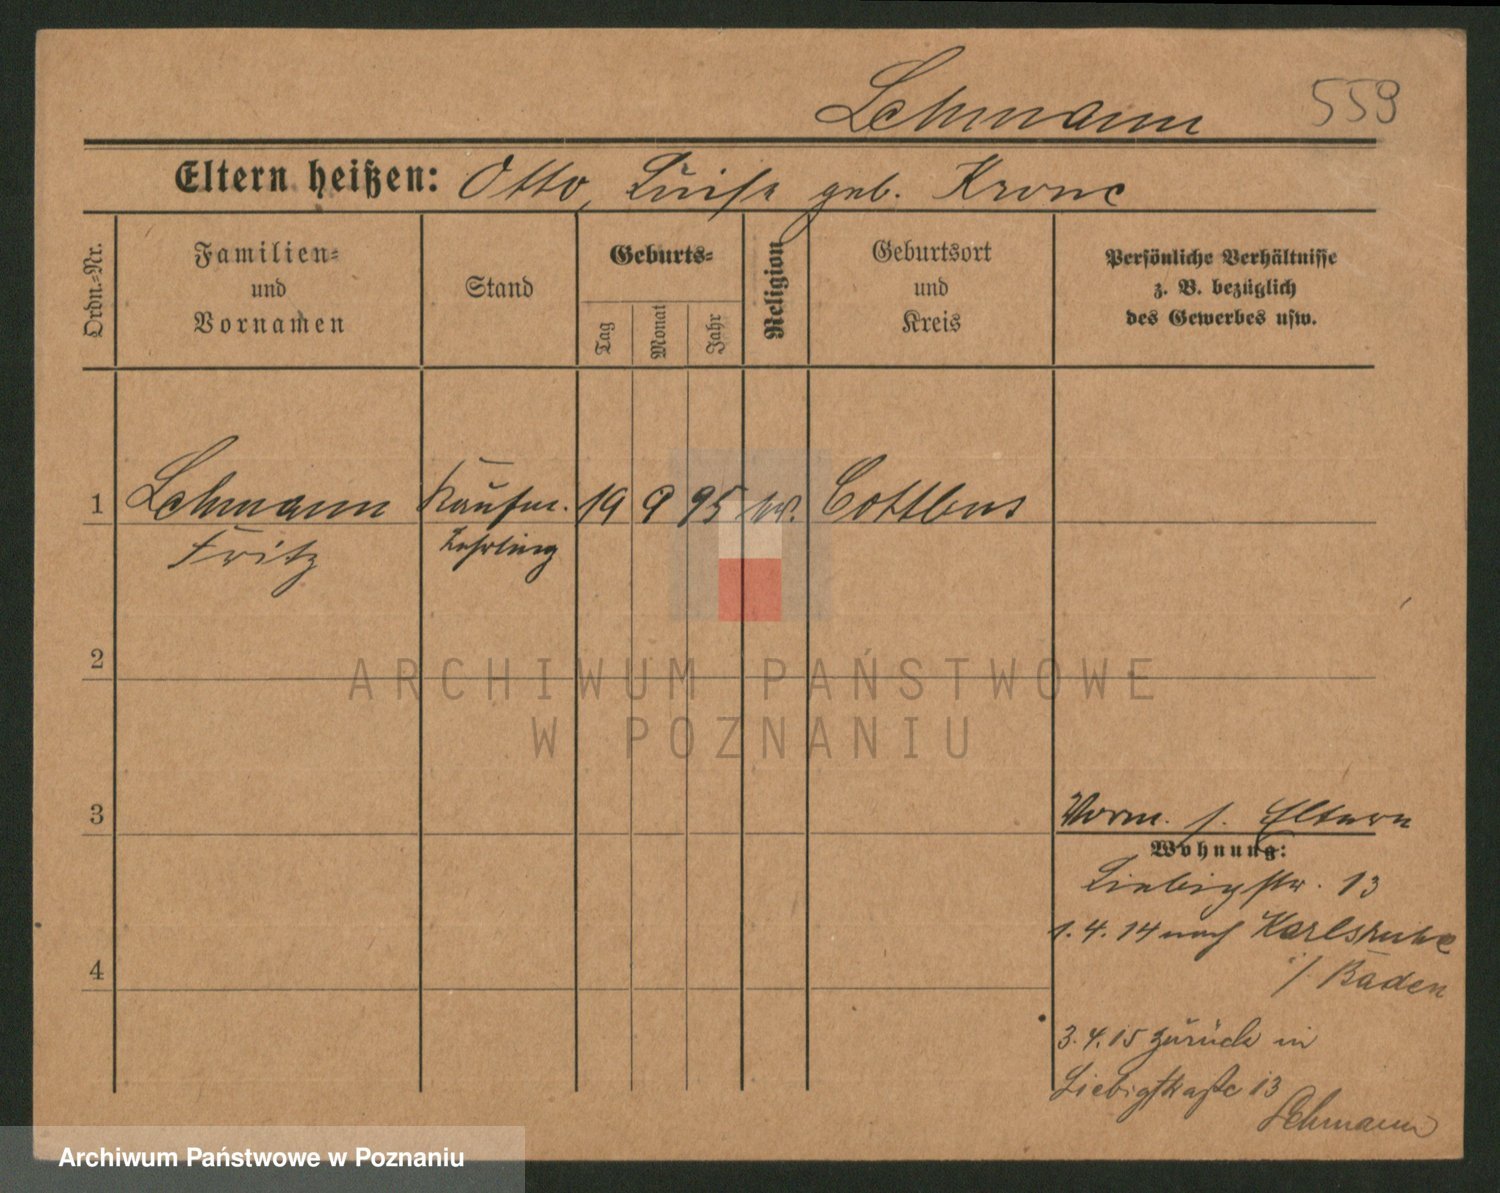 Lehmann 559
Eltern heißen: Otto, Luise geb. Krone
Ordn.-Nr.
Familien-
und
Vornamen
Stand
Geburts-
Tag
Monat
Jahr
Religion
Geburtsort
und
Kreis
Persönliche Verhältnisse
z. B. bezüglich
des Gewerbes usw.
1 Lehmann Kaufm. 19 9 95 Cottbus
Fritz Lehrling
2
ARCHIWUM PAŃSTWOWE
W POZNANIU
3
Vorm. s. Eltern
Wohnung:
Liebigstr. 13
1.4.14 nach Karlsruhe
i/ Baden
4
3.4.15 zurück in
Liebigstraße 13
Lehmann
Archiwum Państwowe w Poznaniu